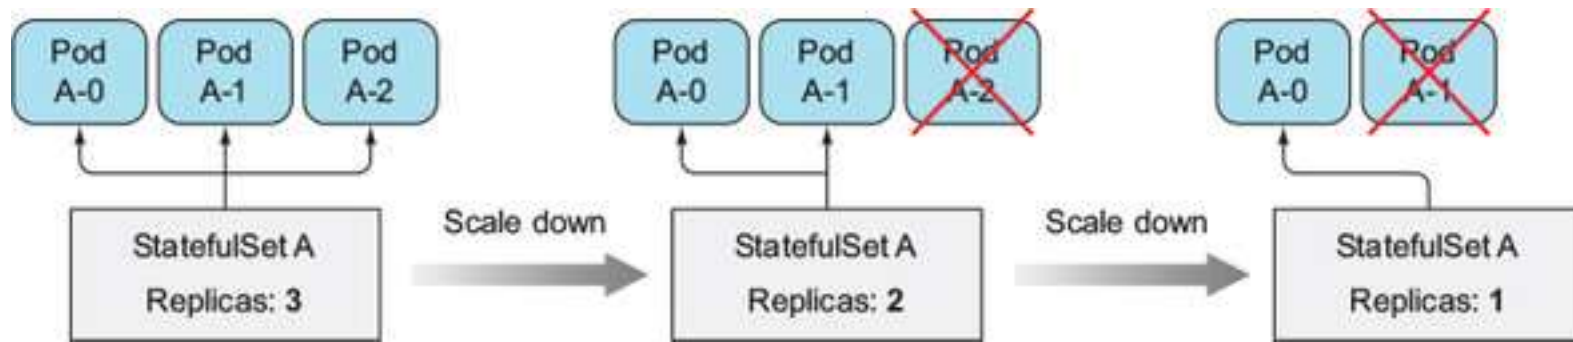 Pod
A-0
Pod
A-1
Pod
A-2
StatefulSet A
Replicas: 3
Scale down
Pod
A-0
Pod
A-1
Pod
A-2
StatefulSet A
Replicas: 2
Scale down
Pod
A-0
Pod
A-1
StatefulSet A
Replicas: 1